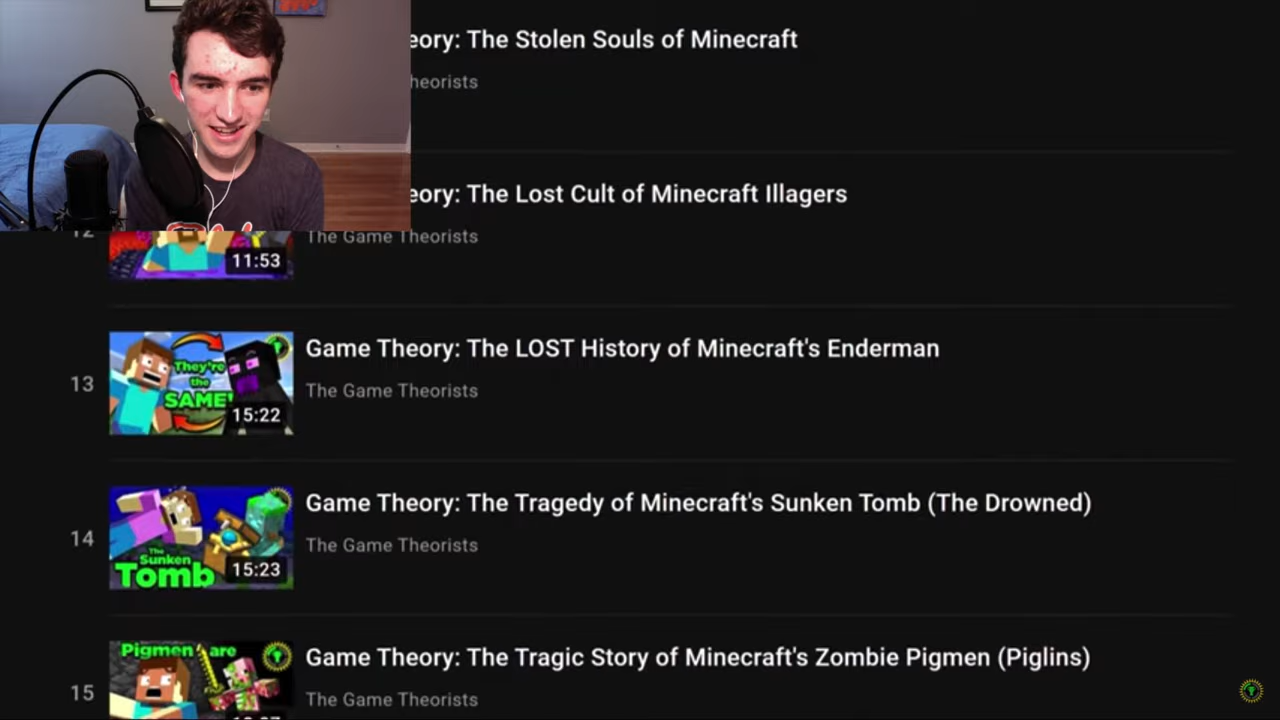 eory: The Stolen Souls of Minecraft
heorists
eory: The Lost Cult of Minecraft Illagers
12
The Game Theorists
11:53
13
They're
the
SAME!
15:22
Game Theory: The LOST History of Minecraft's Enderman
The Game Theorists
14
The
Sunken
Tomb
15:23
Game Theory: The Tragedy of Minecraft's Sunken Tomb (The Drowned)
The Game Theorists
15
Pigmen are
Game Theory: The Tragic Story of Minecraft's Zombie Pigmen (Piglins)
The Game Theorists